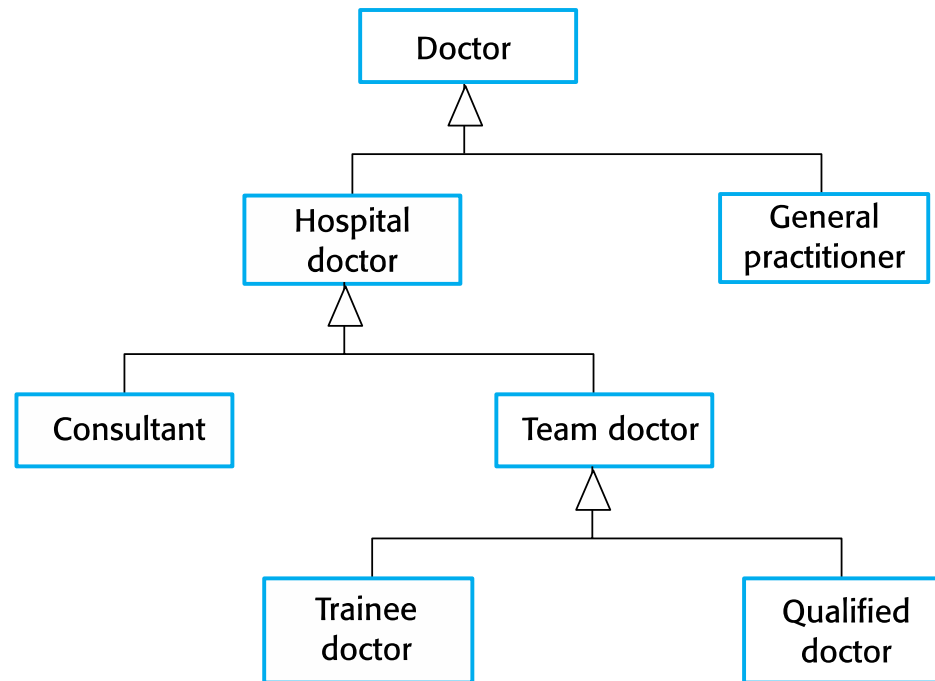 Doctor
Hospital
doctor
General
practitioner
Consultant
Team doctor
Trainee
doctor
Qualified
doctor